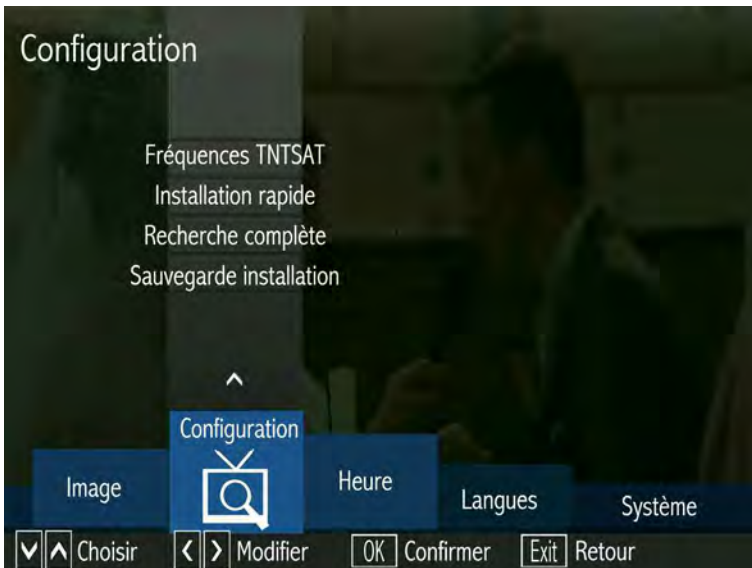 Configuration
Fréquences TNTSAT
Installation rapide
Recherche complète
Sauvegarde installation
Configuration
Image
Heure
Langues
Système
Choisir
Modifier
OK Confirmer
Exit Retour